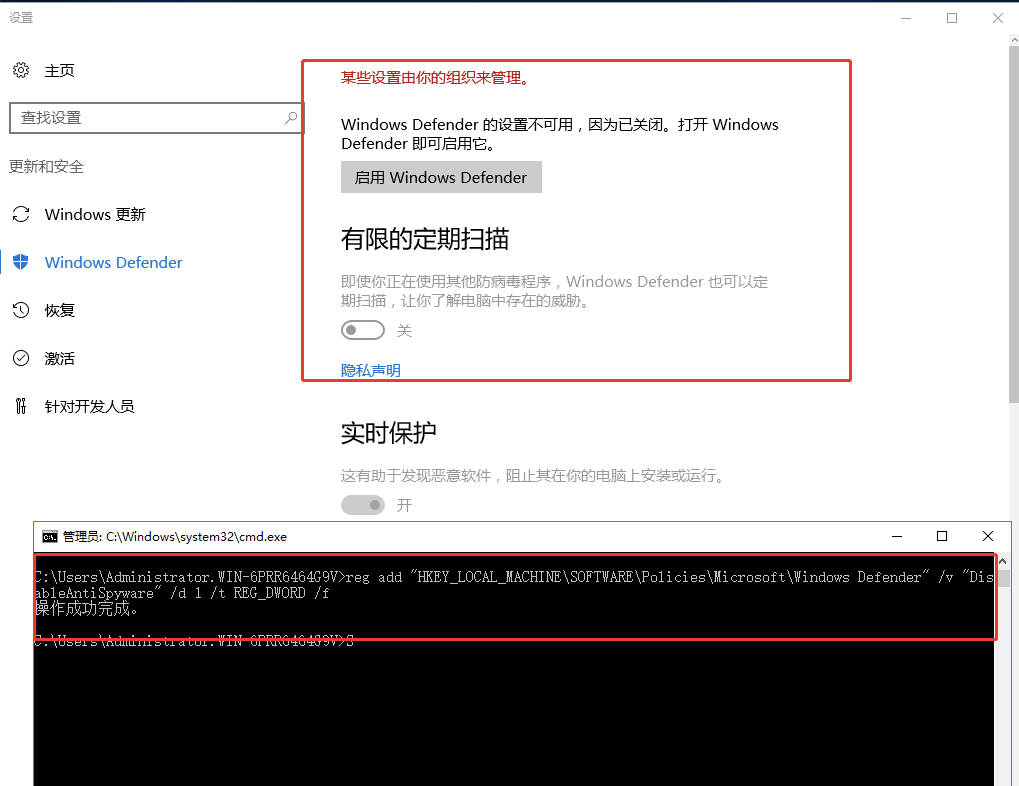 设置
主页
查找设置
更新和安全
Windows 更新
Windows Defender
恢复
激活
针对开发人员
某些设置由你的组织来管理。
Windows Defender 的设置不可用，因为已关闭。打开 Windows
Defender 即可启用它。
启用 Windows Defender
有限的定期扫描
即使你正在使用其他防病毒程序，Windows Defender 也可以定
期扫描，让你了解电脑中存在的威胁。
关
隐私声明
实时保护
这有助于发现恶意软件，阻止其在你的电脑上安装或运行。
开
管理员: C:\Windows\system32\cmd.exe
C:\Users\Administrator.WIN-6PRR6464G9V>reg add "HKEY_LOCAL_MACHINE\SOFTWARE\Policies\Microsoft\Windows Defender" /v "Dis
ableAntiSpyware" /d 1 /t REG_DWORD /f
操作成功完成。
C:\Users\Administrator.WIN-6PRR6464G9V>S